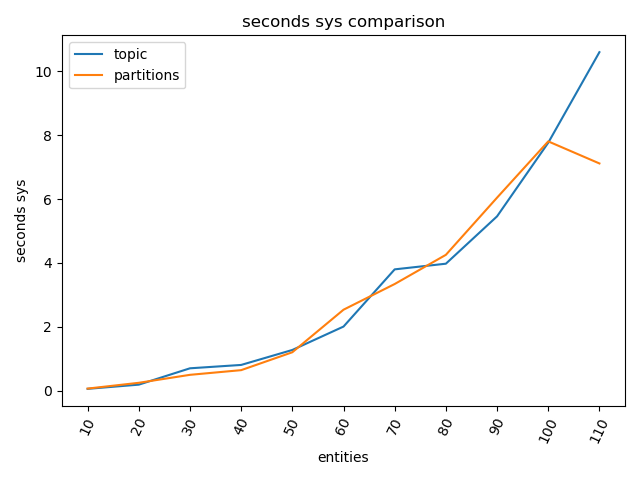 seconds sys comparison
topic
partitions
10
8
6
4
2
0
seconds sys
10 20 30 40 50 60 70 80 90 100 110
entities